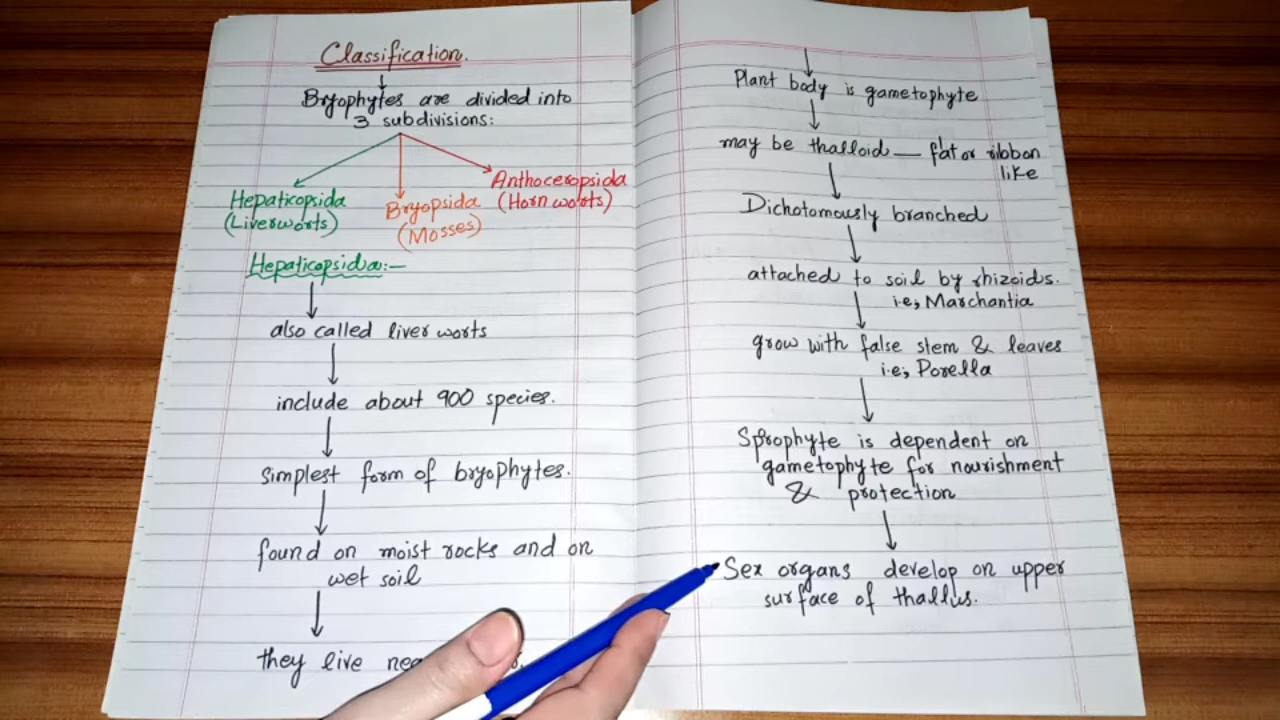 Classification.
Bryophytes are divided into
3 subdivisions:
Hepaticopsida
(Liverworts)
Bryopsida
(Mosses)
Anthoceropsida
(Horn worts)
Hepaticopsida:-
also called liver worts
include about 900 species.
simplest form of bryophytes.
found on moist rocks and on
wet soil
they live
Plant body is gametophyte
may be thalloid — flat or ribbon
like
Dichotomously branched
attached to soil by rhizoids.
i.e; Marchantia
grow with false stem & leaves
i.e; Porella
Sprophyte is dependent on
gametophyte for nourishment
& protection
Sex organs develop on upper
surface of thallus.